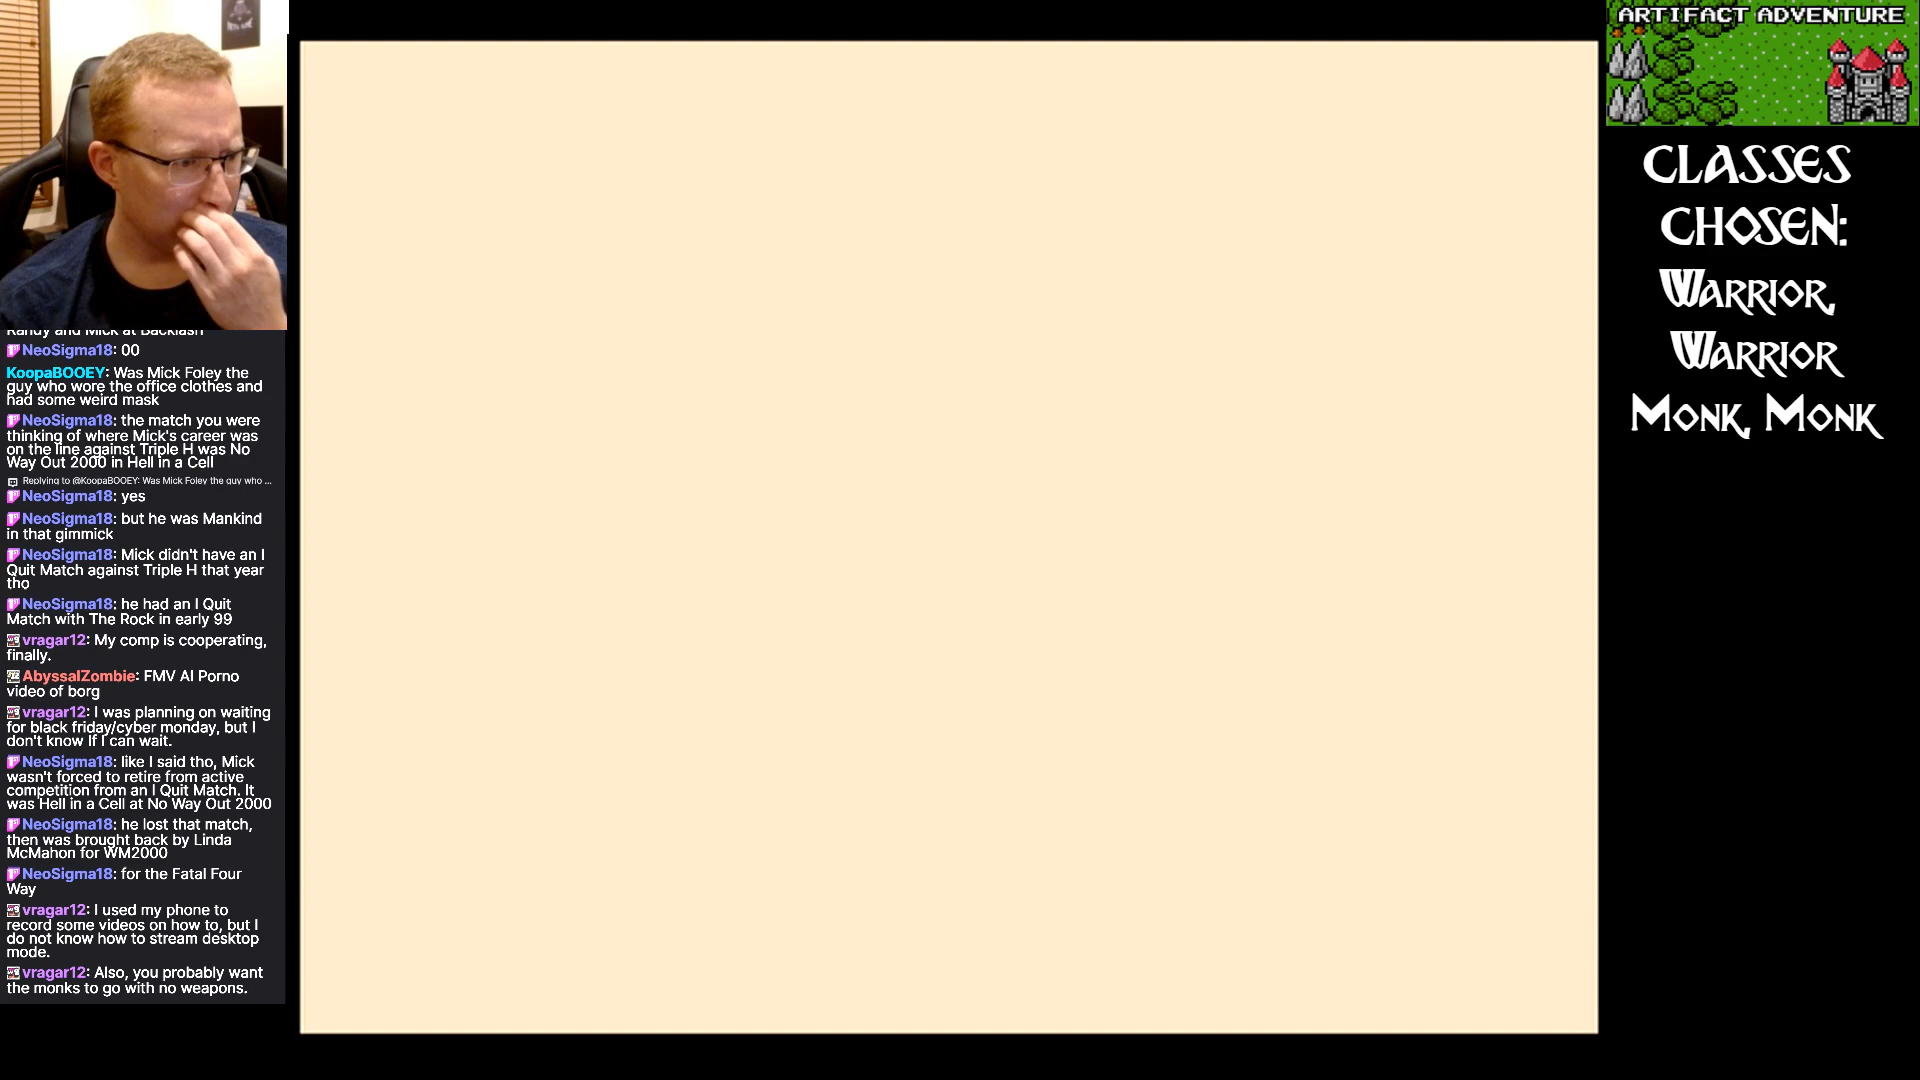 Randy and Mick at Backlash
NeoSigma18: 00
KoopaBOOEY: Was Mick Foley the
guy who wore the office clothes and
had some weird mask
NeoSigma18: the match you were
thinking of where Mick's career was
on the line against Triple H was No
Way Out 2000 in Hell in a Cell
Replying to @KoopaBOOEY: Was Mick Foley the guy who ...
NeoSigma18: yes
NeoSigma18: but he was Mankind
in that gimmick
NeoSigma18: Mick didn't have an I
Quit Match against Triple H that year
tho
NeoSigma18: he had an I Quit
Match with The Rock in early 99
vragar12: My comp is cooperating,
finally.
AbyssalZombie: FMV AI Porno
video of borg
vragar12: I was planning on waiting
for black friday/cyber monday, but I
don't know If I can wait.
NeoSigma18: like I said tho, Mick
wasn't forced to retire from active
competition from an I Quit Match. It
was Hell in a Cell at No Way Out 2000
NeoSigma18: he lost that match,
then was brought back by Linda
McMahon for WM2000
NeoSigma18: for the Fatal Four
Way
vragar12: I used my phone to
record some videos on how to, but I
do not know how to stream desktop
mode.
vragar12: Also, you probably want
the monks to go with no weapons.
ARTIFACT ADVENTURE
CLASSES
CHOSEN:
WARRIOR,
WARRIOR
MONK, MONK